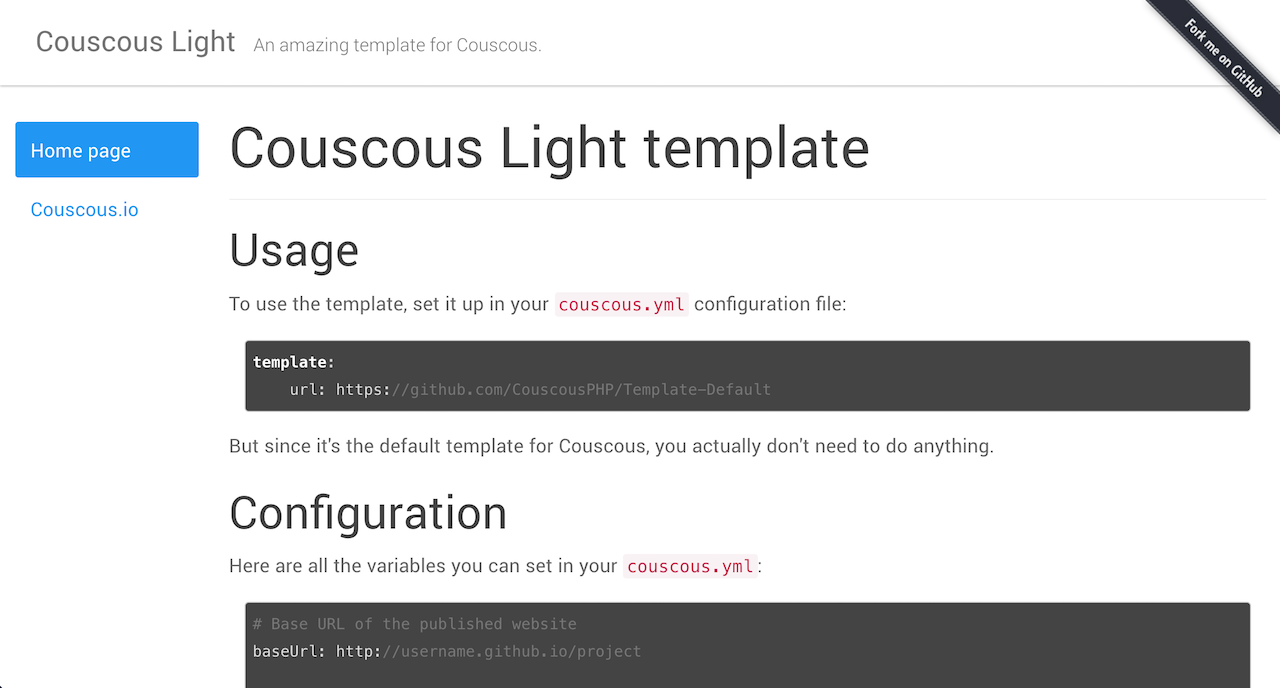 Couscous Light An amazing template for Couscous.
Fork me on GitHub
Home page
Couscous.io
Couscous Light template
Usage
To use the template, set it up in your couscous.yml configuration file:
template:
    url: https://github.com/CouscousPHP/Template-Default
But since it's the default template for Couscous, you actually don't need to do anything.
Configuration
Here are all the variables you can set in your couscous.yml:
# Base URL of the published website
baseUrl: http://username.github.io/project